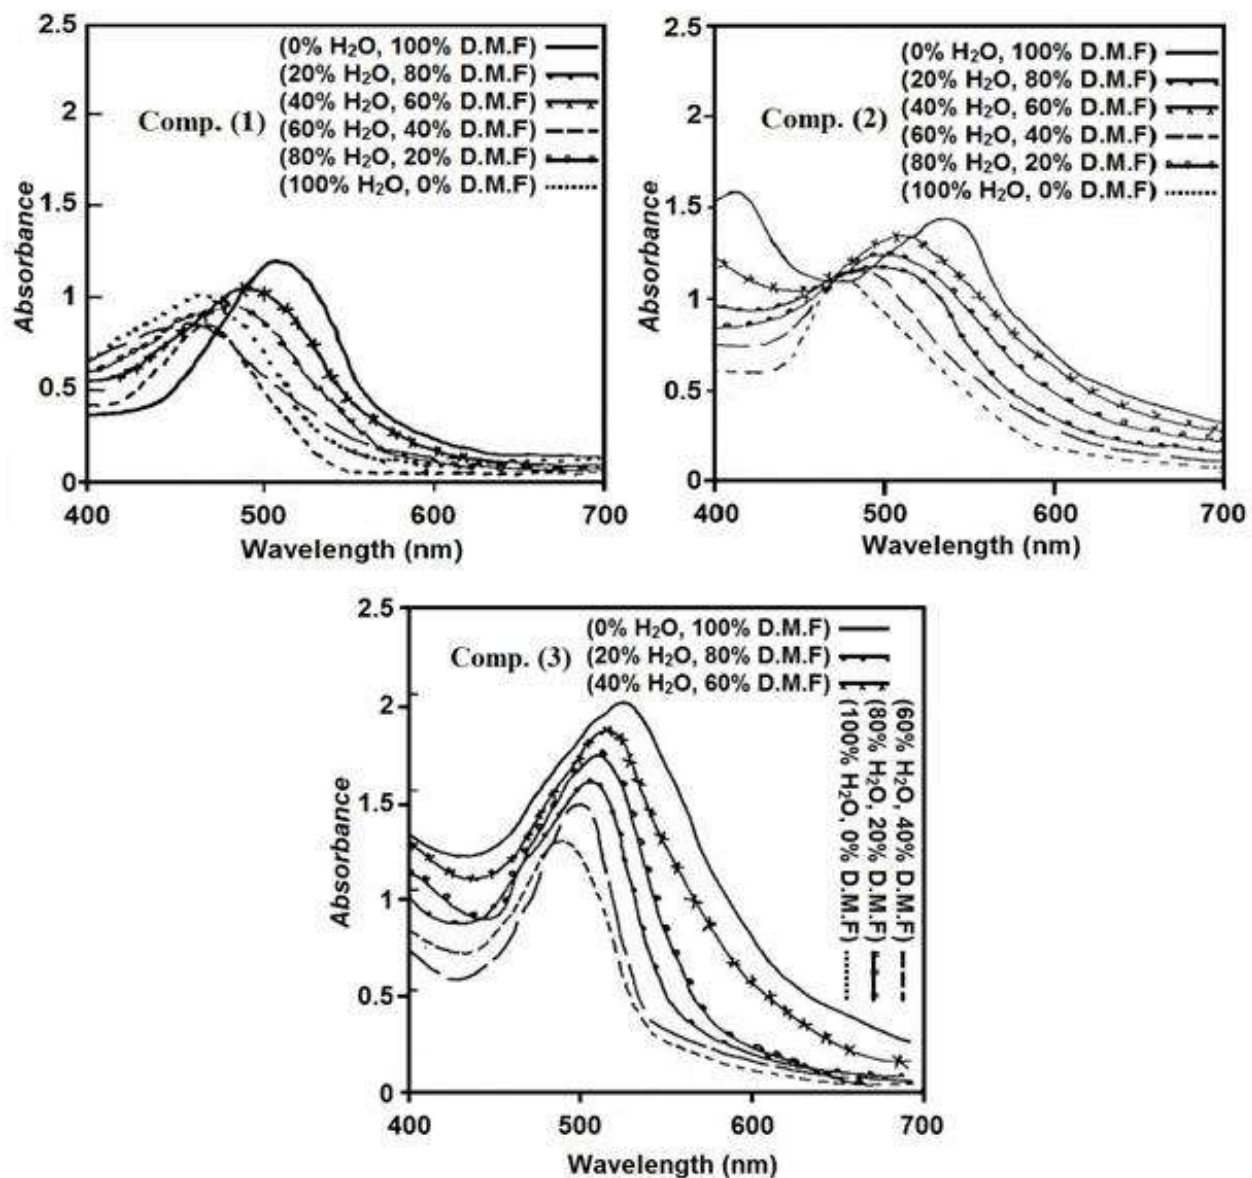 2.5
(0% H₂O, 100% D.M.F)
(20% H₂O, 80% D.M.F)
2
(40% H₂O, 60% D.M.F)
Comp. (1)
(60% H₂O, 40% D.M.F)
(80% H₂O, 20% D.M.F)
1.5
(100% H₂O, 0% D.M.F)
Absorbance
1
0.5
0
400
500
600
700
Wavelength (nm)
2.5
(0% H₂O, 100% D.M.F)
(20% H₂O, 80% D.M.F)
2
(40% H₂O, 60% D.M.F)
Comp. (2)
(60% H₂O, 40% D.M.F)
(80% H₂O, 20% D.M.F)
(100% H₂O, 0% D.M.F)
1.5
Absorbance
1
0.5
0
400
500
600
700
Wavelength (nm)
2.5
(0% H₂O, 100% D.M.F)
Comp. (3)
(20% H₂O, 80% D.M.F)
(40% H₂O, 60% D.M.F)
(60% H₂O, 40% D.M.F)
(80% H₂O, 20% D.M.F)
(100% H₂O, 0% D.M.F)
2
1.5
Absorbance
1
0.5
0
400
500
600
700
Wavelength (nm)